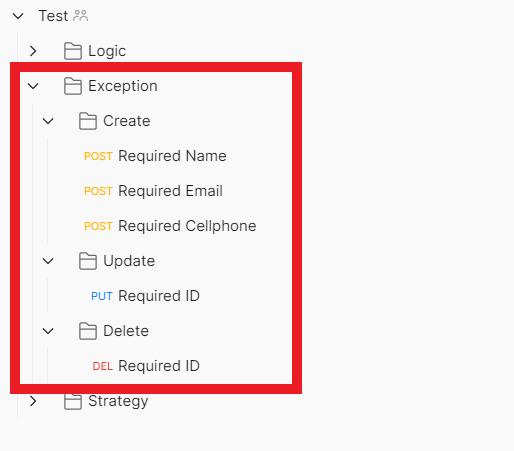 Test
Logic
Exception
Create
POST Required Name
POST Required Email
POST Required Cellphone
Update
PUT Required ID
Delete
DEL Required ID
Strategy